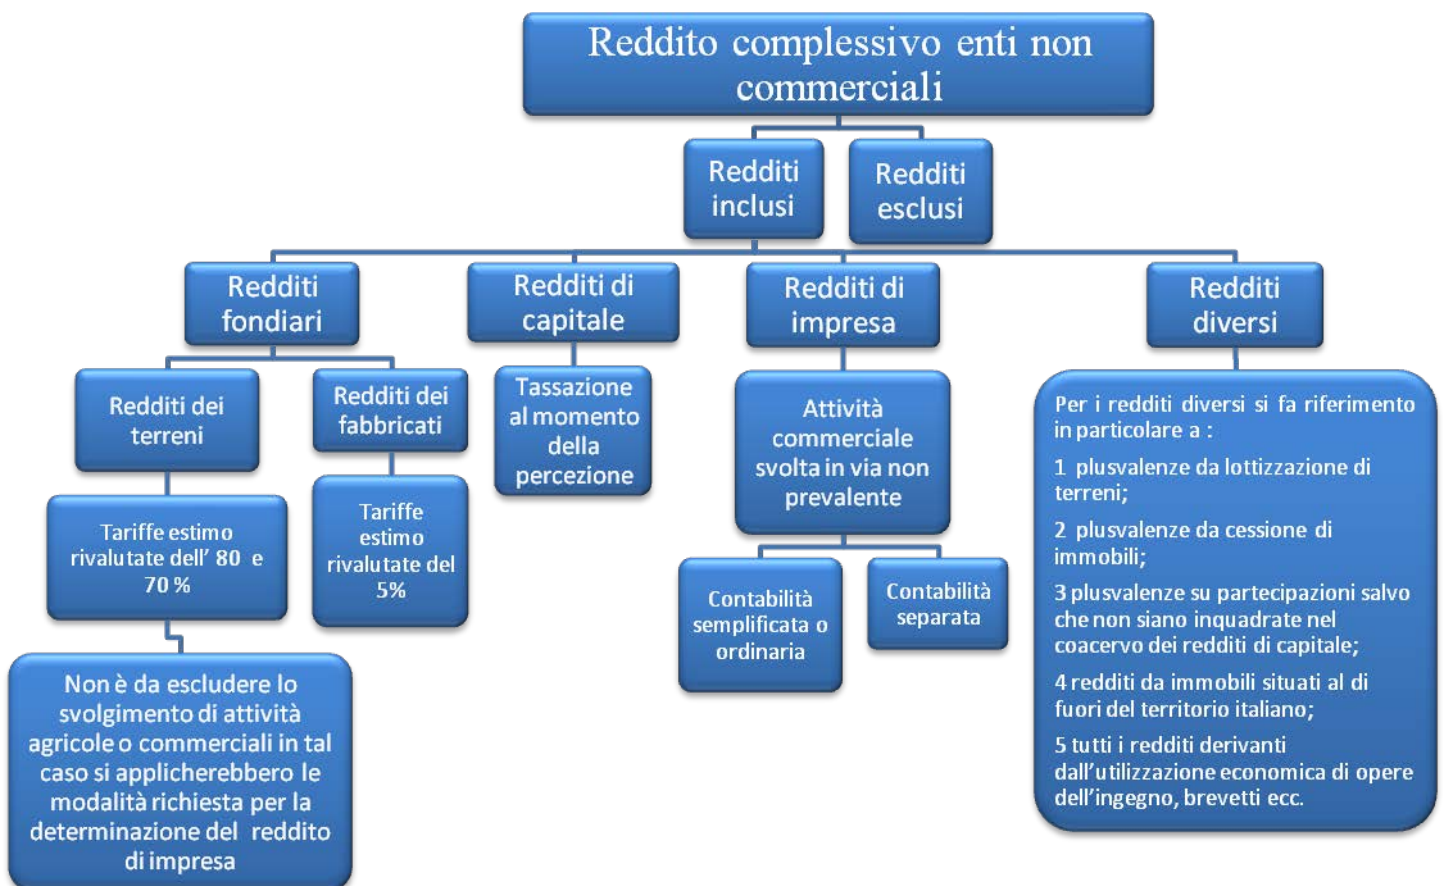 Reddito complessivo enti non
commerciali
Redditi
inclusi
Redditi
esclusi
Redditi
fondiari
Redditi di
capitale
Redditi di
impresa
Redditi
diversi
Redditi dei
terreni
Redditi dei
fabbricati
Tassazione
al momento
della
percezione
Attività
commerciale
svolta in via non
prevalente
Per i redditi diversi si fa riferimento
in particolare a :
1 plusvalenze da lottizzazione di
terreni;
2 plusvalenze da cessione di
immobili;
3 plusvalenze su partecipazioni salvo
che non siano inquadrate nel
coacervo dei redditi di capitale;
4 redditi da immobili situati al di
fuori del territorio italiano;
5 tutti i redditi derivanti
dall'utilizzazione economica di opere
dell'ingegno, brevetti ecc.
Tariffe estimo
rivalutate dell' 80 e
70 %
Tariffe
estimo
rivalutate del
5%
Contabilità
semplificata o
ordinaria
Contabilità
separata
Non è da escludere lo
svolgimento di attività
agricole o commerciali in tal
caso si applicherebbero le
modalità richiesta per la
determinazione del reddito
di impresa